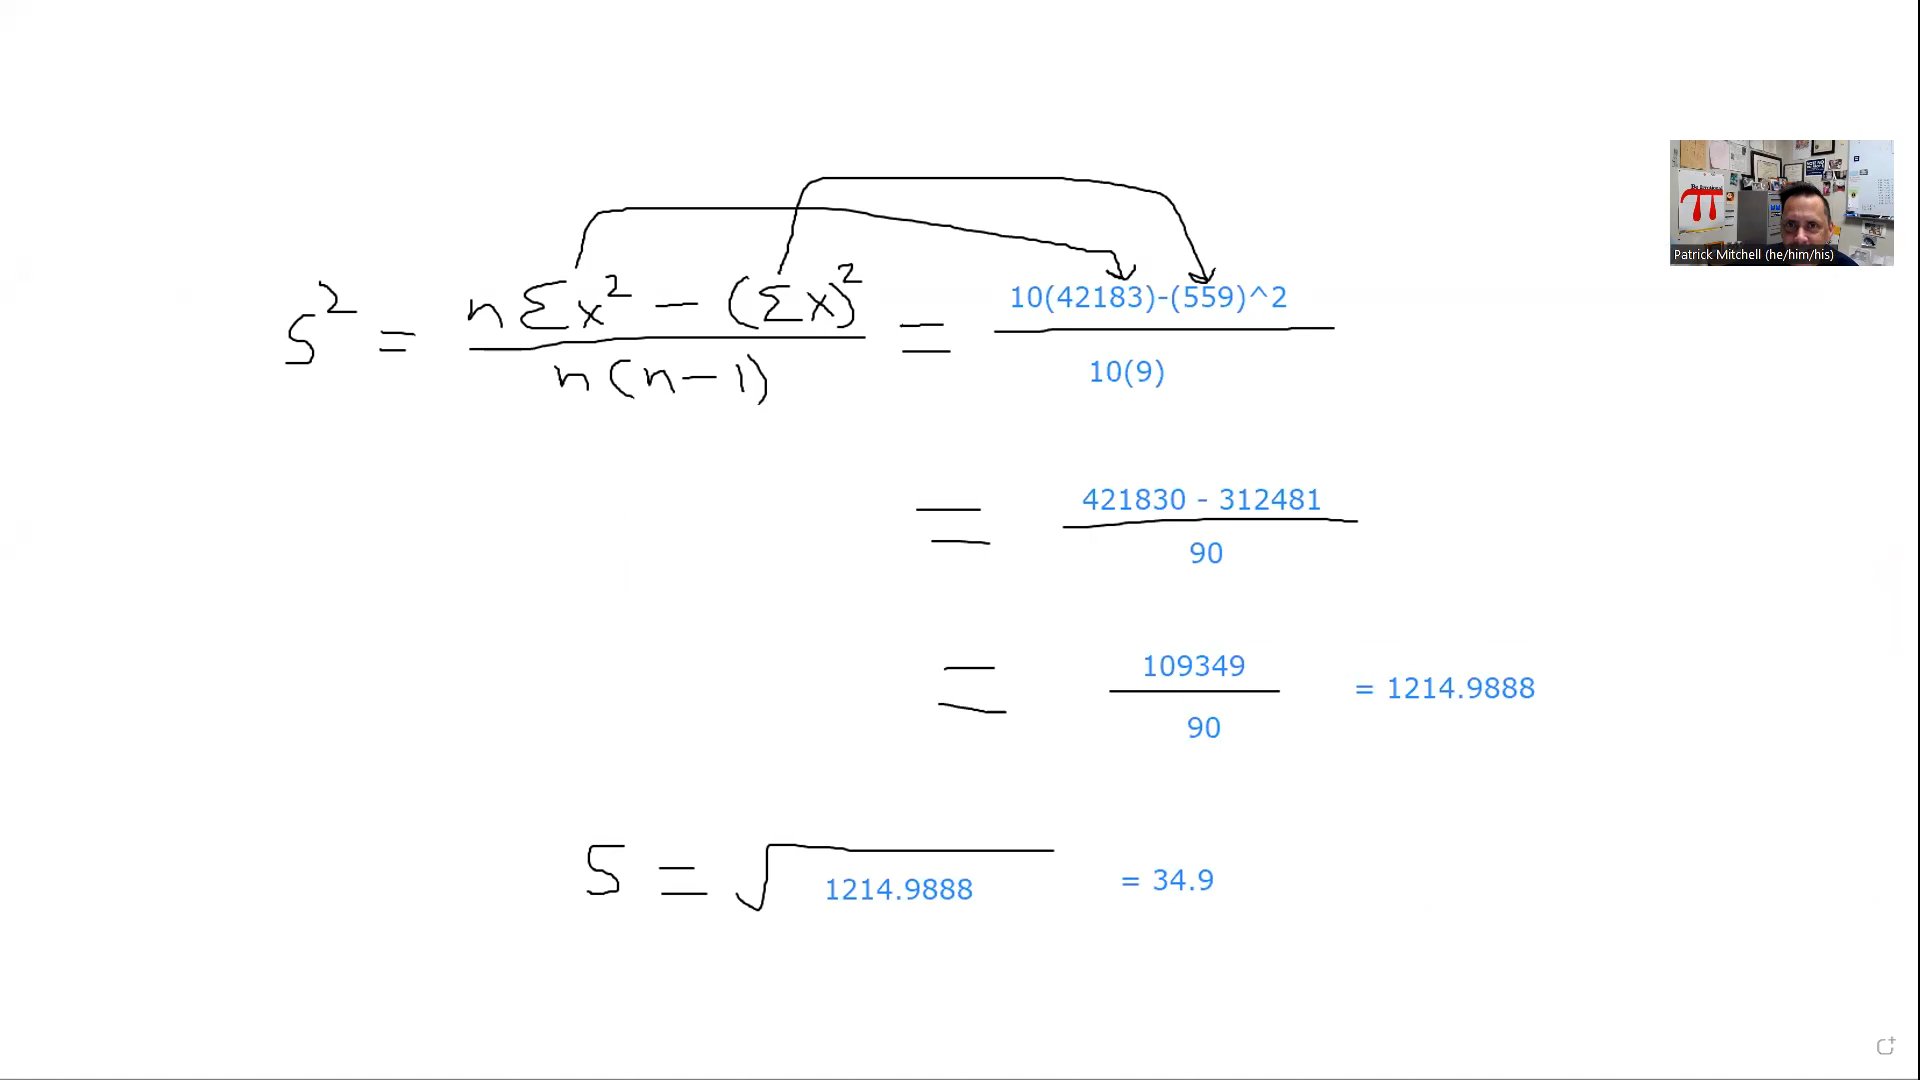 S² = n Σx² − (Σx)² / n(n−1) = 10(42183)-(559)^2 / 10(9)
= 421830 - 312481 / 90
= 109349 / 90 = 1214.9888
S = √1214.9888 = 34.9
π
Patrick Mitchell (he/him/his)